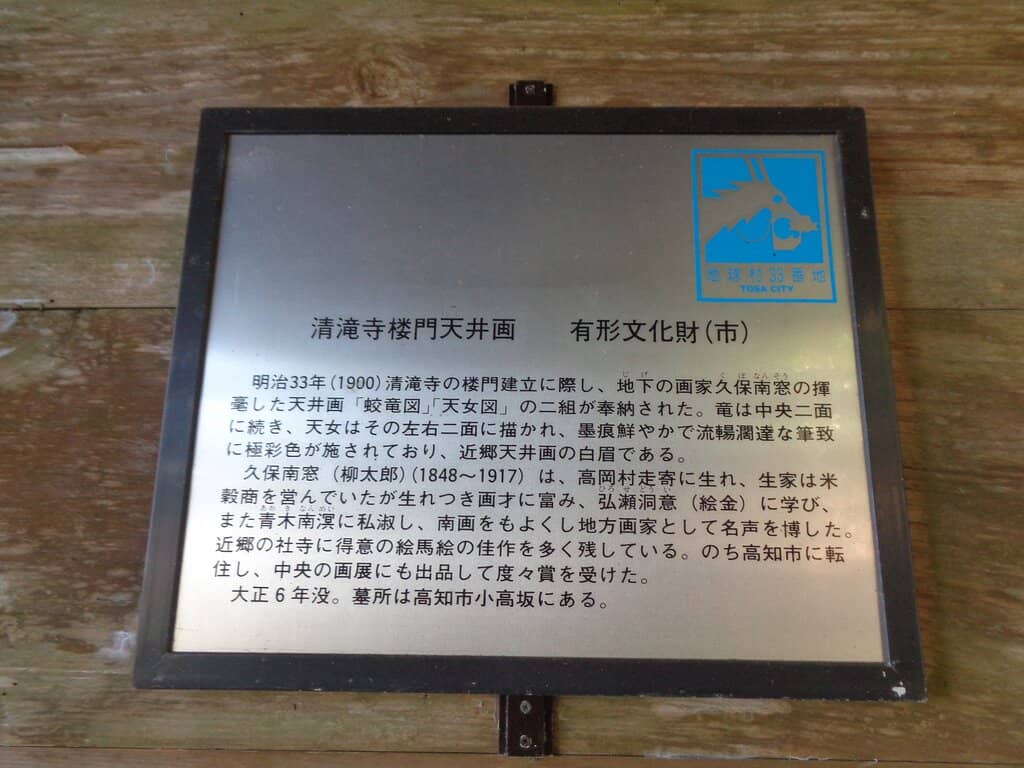 地球村33番地
TOSA CITY
清滝寺楼門天井画　　有形文化財(市)
明治33年(1900)清滝寺の楼門建立に際し、地下の画家久保南窓の揮
毫した天井画「蛟竜図」「天女図」の二組が奉納された。竜は中央二面
に続き、天女はその左右二面に描かれ、墨痕鮮やかで流暢濶達な筆致
に極彩色が施されており、近郷天井画の白眉である。
久保南窓（柳太郎）(1848～1917）は、高岡村走寄に生れ、生家は米
穀商を営んでいたが生れつき画才に富み、弘瀬洞意（絵金）に学び、
また青木南溟に私淑し、南画をもよくし地方画家として名声を博した。
近郷の社寺に得意の絵馬絵の佳作を多く残している。のち高知市に転
住し、中央の画展にも出品して度々賞を受けた。
大正6年没。墓所は高知市小高坂にある。